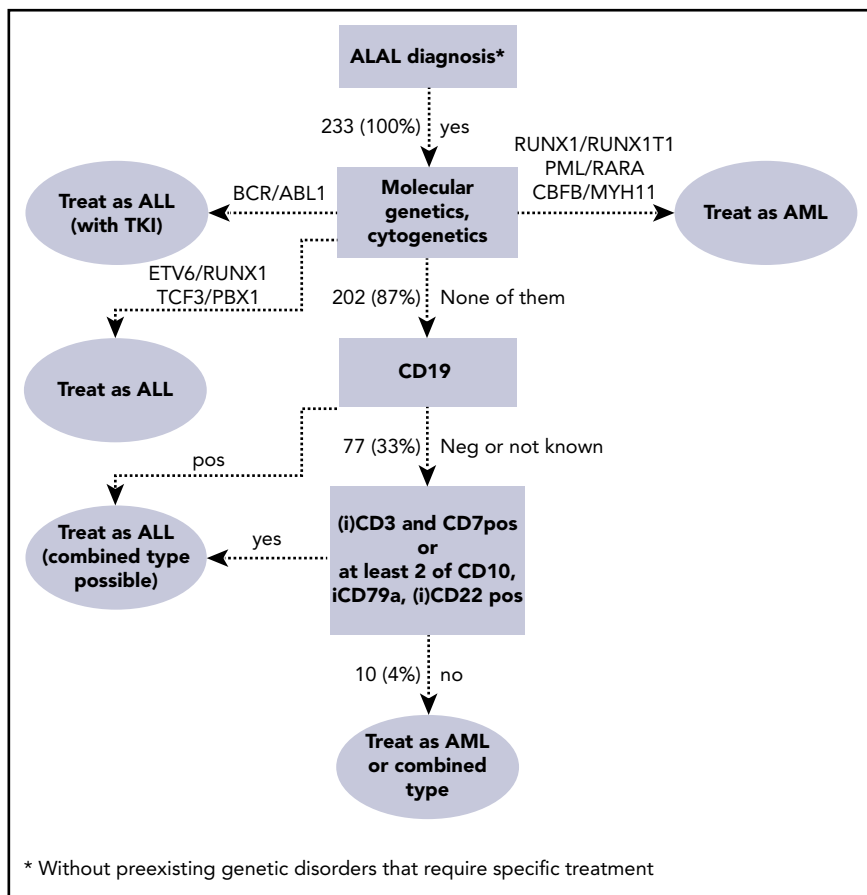 ALAL diagnosis*
233 (100%) yes
RUNX1/RUNX1T1
PML/RARA
CBFB/MYH11
BCR/ABL1
Treat as ALL
(with TKI)
Molecular
genetics,
cytogenetics
Treat as AML
ETV6/RUNX1
TCF3/PBX1
202 (87%) None of them
Treat as ALL
CD19
pos
77 (33%) Neg or not known
Treat as ALL
(combined type
possible)
yes
(i)CD3 and CD7pos
or
at least 2 of CD10,
iCD79a, (i)CD22 pos
10 (4%) no
Treat as AML
or combined
type
* Without preexisting genetic disorders that require specific treatment